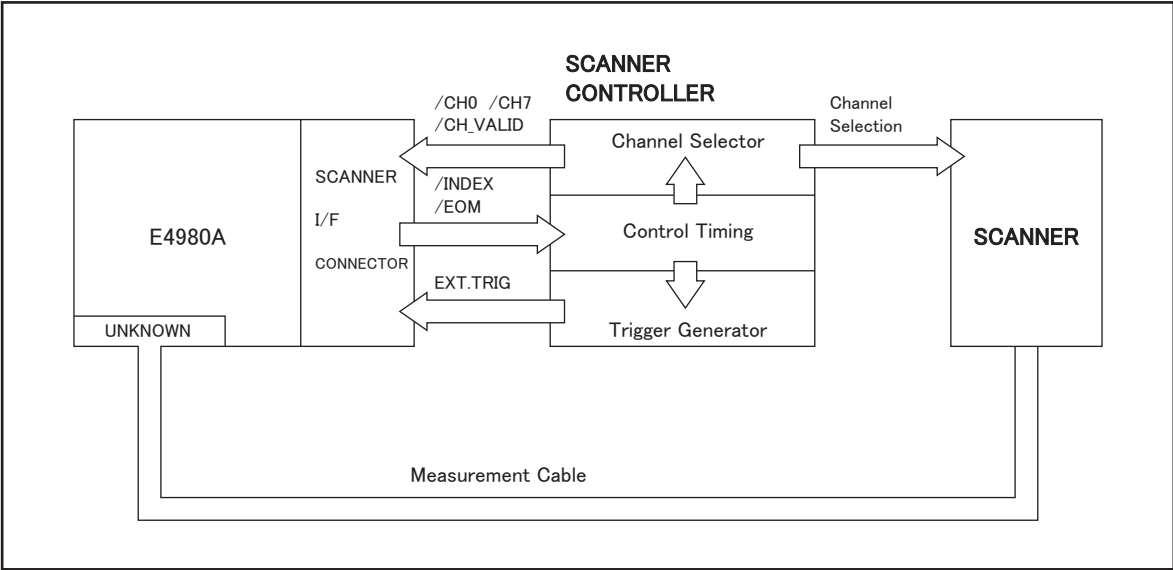 SCANNER
CONTROLLER
/CH0 /CH7
/CH_VALID
Channel
Selection
Channel Selector
SCANNER
I/F
CONNECTOR
/INDEX
/EOM
E4980A
Control Timing
SCANNER
EXT.TRIG
UNKNOWN
Trigger Generator
Measurement Cable